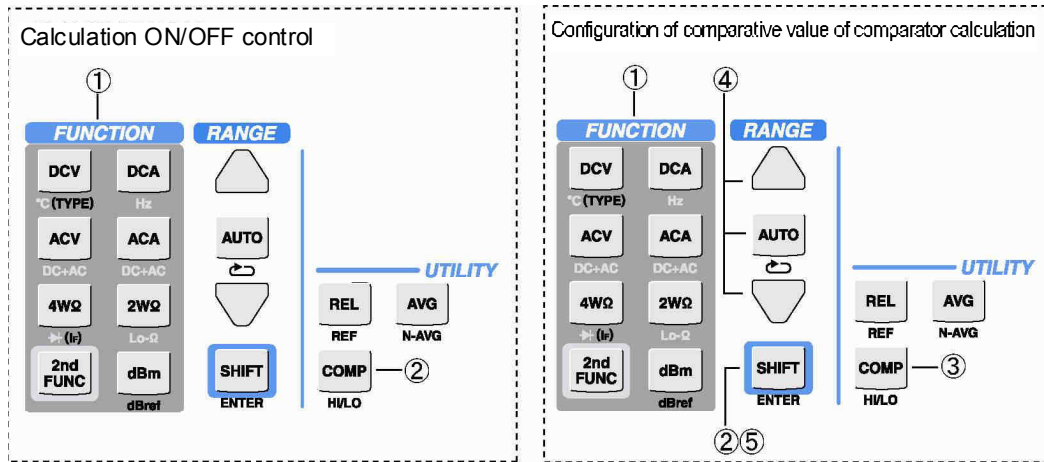 Calculation ON/OFF control
①
FUNCTION RANGE
DCV DCA
°C (TYPE) Hz
ACV ACA AUTO
DC+AC DC+AC
UTILITY
4WΩ 2WΩ REL AVG
(IF) Lo-Ω REF N-AVG
2nd FUNC dBm SHIFT COMP ②
dBref ENTER HI/LO
Configuration of comparative value of comparator calculation
① ④
FUNCTION RANGE
DCV DCA
°C (TYPE) Hz
ACV ACA AUTO
DC+AC DC+AC
UTILITY
4WΩ 2WΩ REL AVG
(IF) Lo-Ω REF N-AVG
2nd FUNC dBm SHIFT COMP ③
dBref ENTER HI/LO
②⑤